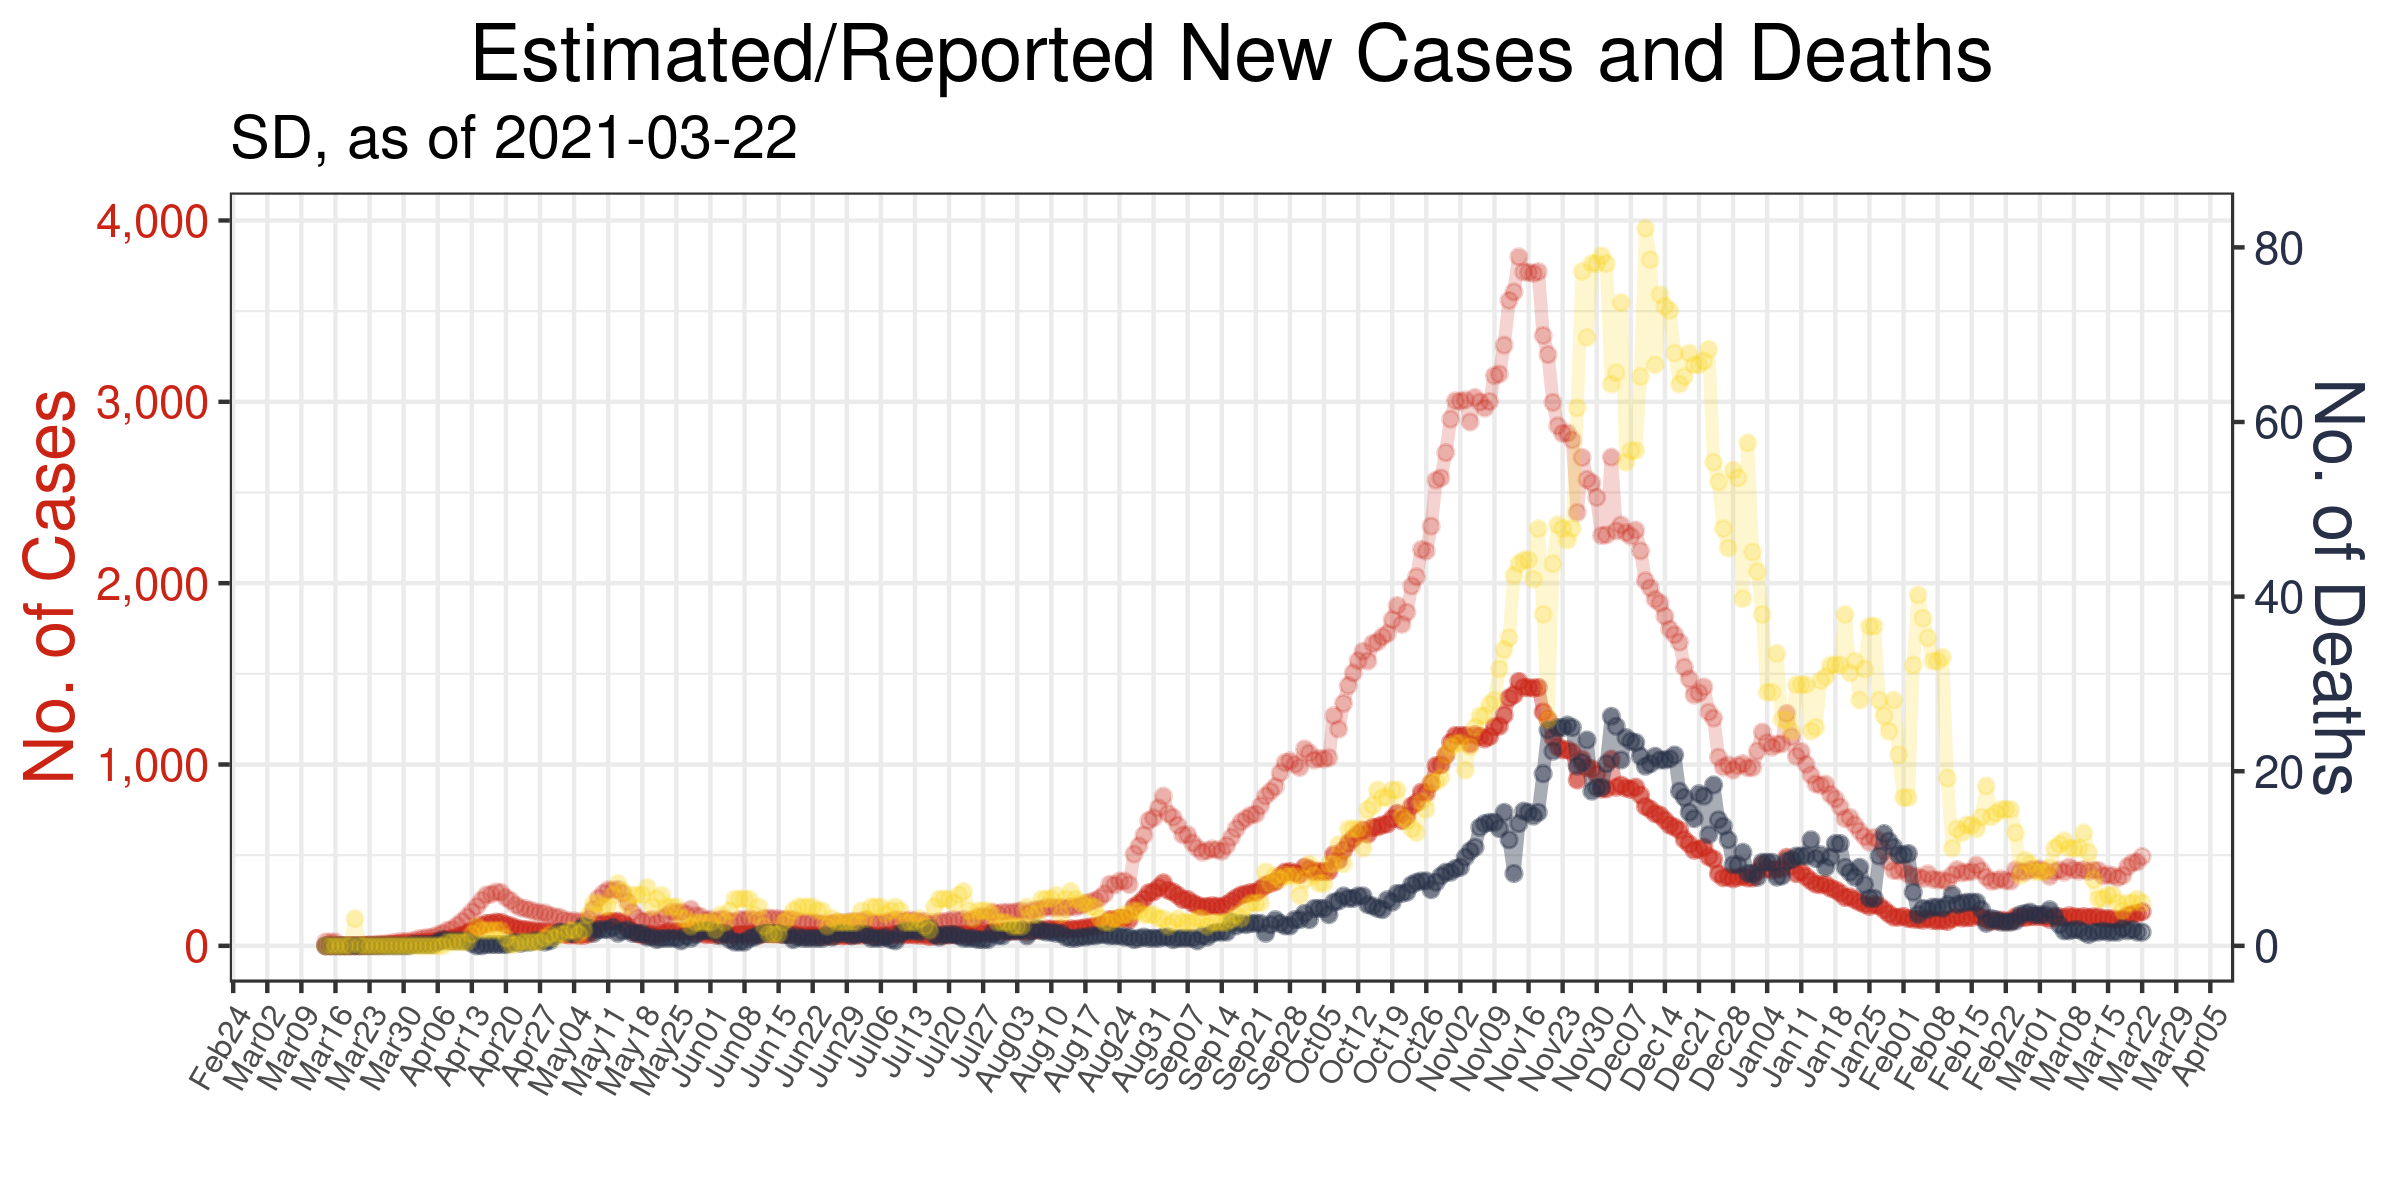 Estimated/Reported New Cases and Deaths
SD, as of 2021-03-22
No. of Cases
4,000
3,000
2,000
1,000
0
80
60
40
20
0
No. of Deaths
Feb24
Mar02
Mar09
Mar16
Mar23
Mar30
Apr06
Apr13
Apr20
Apr27
May04
May11
May18
May25
Jun01
Jun08
Jun15
Jun22
Jun29
Jul06
Jul13
Jul20
Jul27
Aug03
Aug10
Aug17
Aug24
Aug31
Sep07
Sep14
Sep21
Sep28
Oct05
Oct12
Oct19
Oct26
Nov02
Nov09
Nov16
Nov23
Nov30
Dec07
Dec14
Dec21
Dec28
Jan04
Jan11
Jan18
Jan25
Feb01
Feb08
Feb15
Feb22
Mar01
Mar08
Mar15
Mar22
Mar29
Apr05